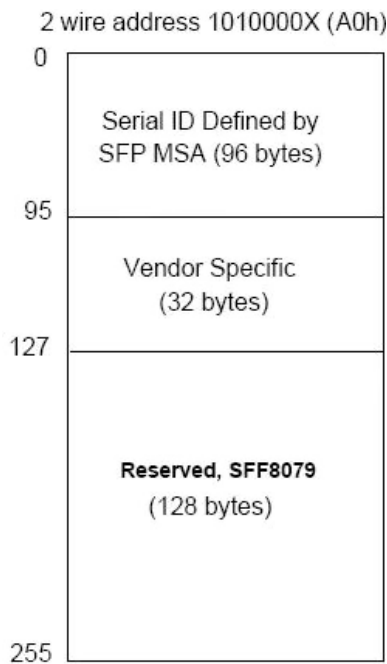 2 wire address 1010000X (A0h)
0
Serial ID Defined by
SFP MSA (96 bytes)
95
Vendor Specific
(32 bytes)
127
Reserved, SFF8079
(128 bytes)
255